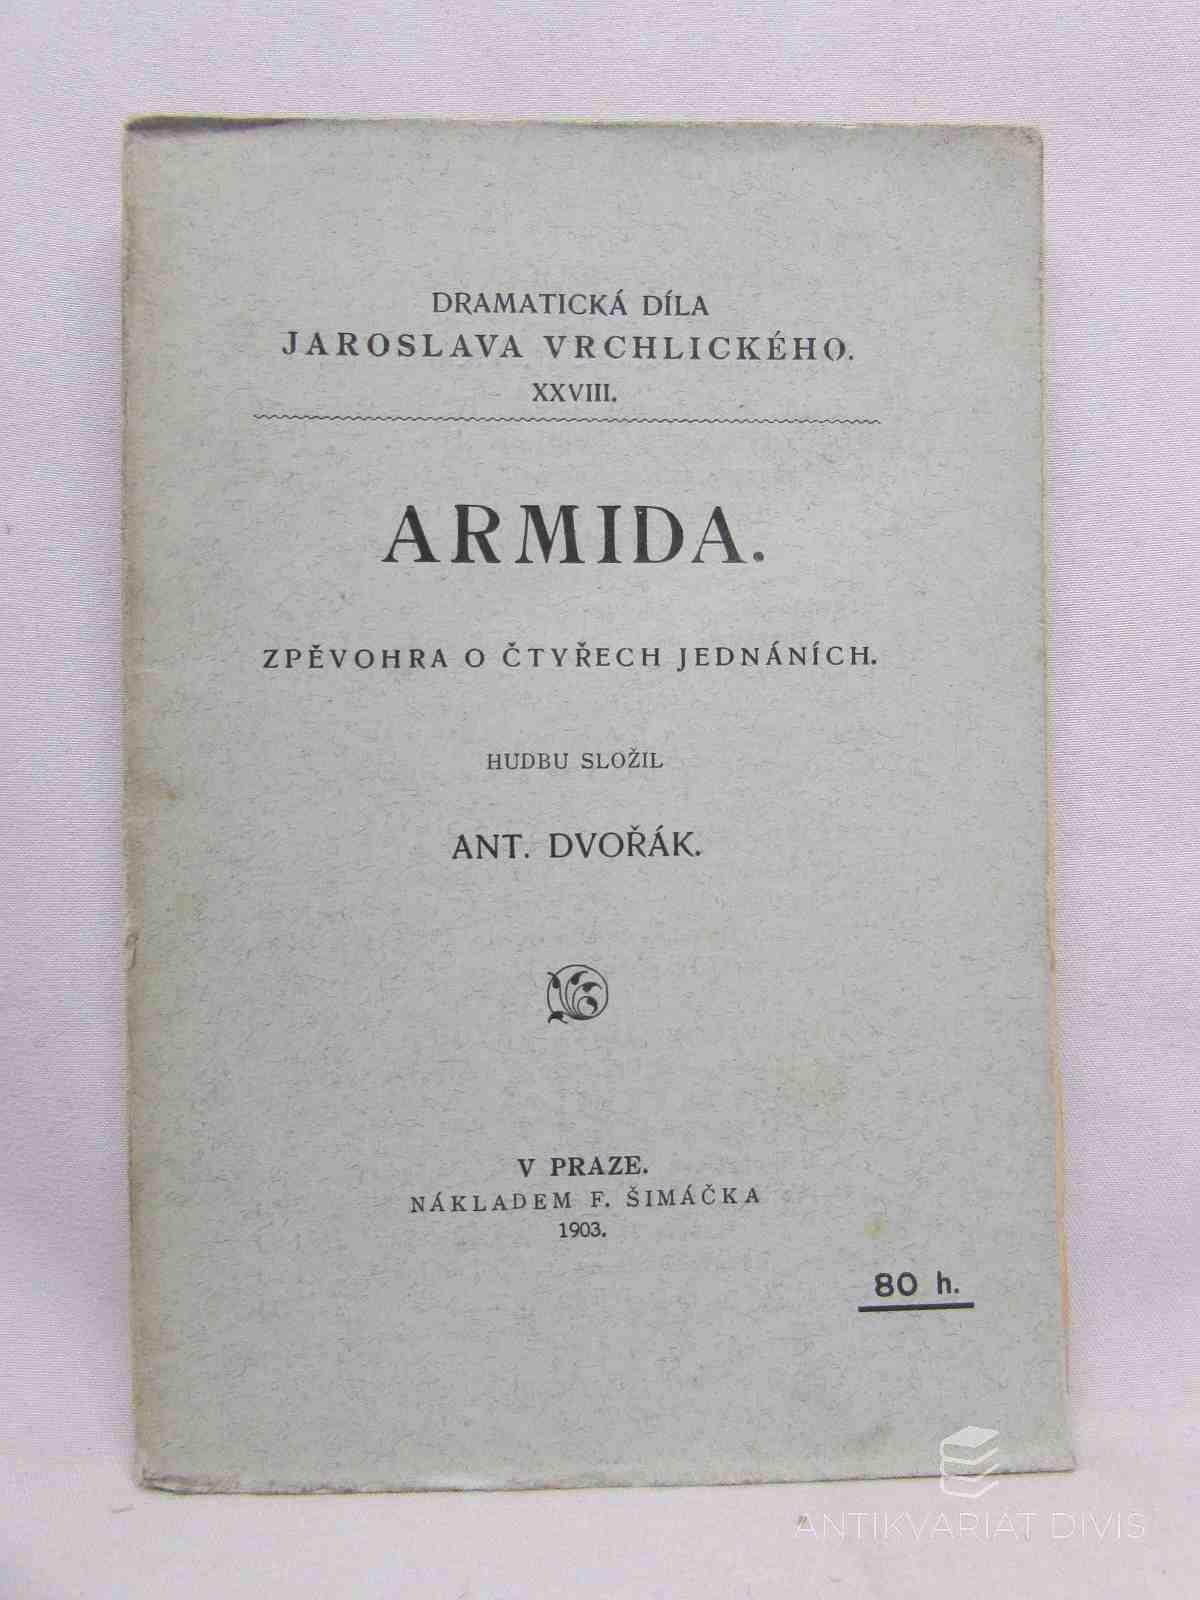 DRAMATICKÁ DÍLA
JAROSLAVA VRCHLICKÉHO.
XXVIII.
ARMIDA.
ZPĚVOHRA O ČTYŘECH JEDNÁNÍCH.
HUDBU SLOŽIL
ANT. DVOŘÁK.
V PRAZE.
NÁKLADEM F. ŠIMÁČKA
1903.
80 h.
ANTIKVARIÁT DIVIŠ